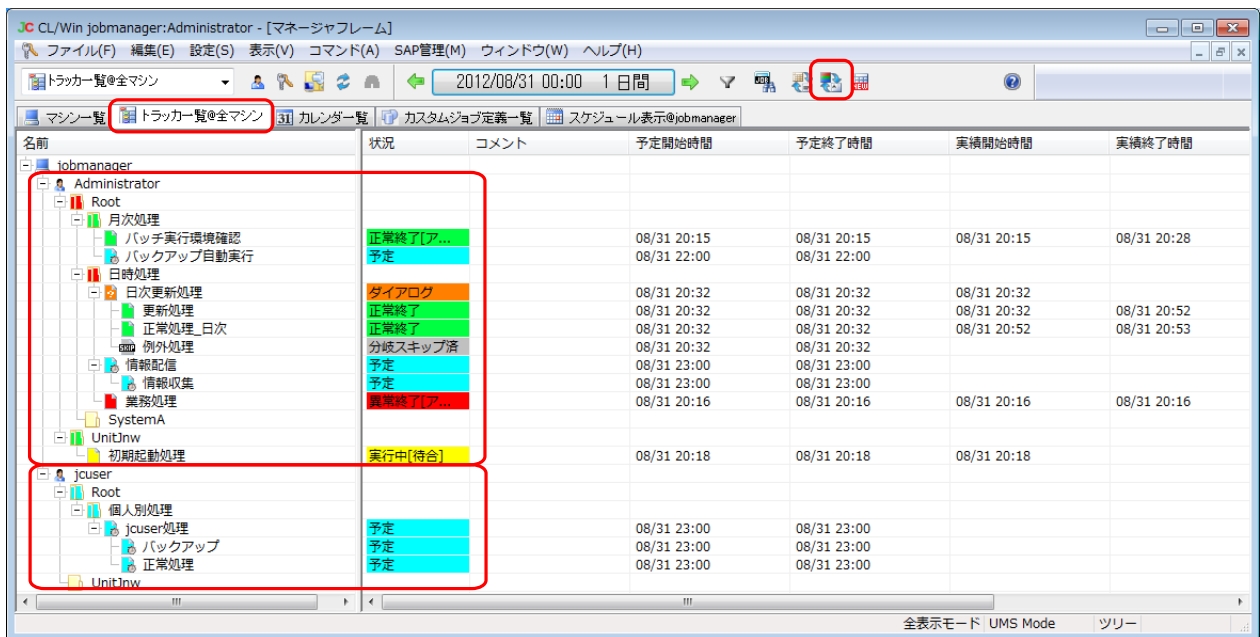 JC CL/Win jobmanager:Administrator - [マネージャフレーム]
ファイル(F) 編集(E) 設定(S) 表示(V) コマンド(A) SAP管理(M) ウィンドウ(W) ヘルプ(H)
トラッカ一覧@全マシン 2012/08/31 00:00 1 日間
マシン一覧 トラッカ一覧@全マシン 31 カレンダー一覧 カスタムジョブ定義一覧 スケジュール表示@jobmanager
名前 状況 コメント 予定開始時間 予定終了時間 実績開始時間 実績終了時間
jobmanager
Administrator
Root
月次処理
バッチ実行環境確認 正常終了[ア... 08/31 20:15 08/31 20:15 08/31 20:15 08/31 20:28
バックアップ自動実行 予定 08/31 22:00 08/31 22:00
日時処理
日次更新処理 ダイアログ 08/31 20:32 08/31 20:32 08/31 20:32
更新処理 正常終了 08/31 20:32 08/31 20:32 08/31 20:32 08/31 20:52
正常処理_日次 正常終了 08/31 20:32 08/31 20:32 08/31 20:52 08/31 20:53
SKIP 例外処理 分岐スキップ済 08/31 20:32 08/31 20:32
情報配信 予定 08/31 23:00 08/31 23:00
情報収集 予定 08/31 23:00 08/31 23:00
業務処理 異常終了[ア... 08/31 20:16 08/31 20:16 08/31 20:16 08/31 20:16
SystemA
UnitJnw
初期起動処理 実行中[待合] 08/31 20:18 08/31 20:18 08/31 20:18
jcuser
Root
個人別処理
jcuser処理 予定 08/31 23:00 08/31 23:00
バックアップ 予定 08/31 23:00 08/31 23:00
正常処理 予定 08/31 23:00 08/31 23:00
UnitJnw
全表示モード UMS Mode ツリー